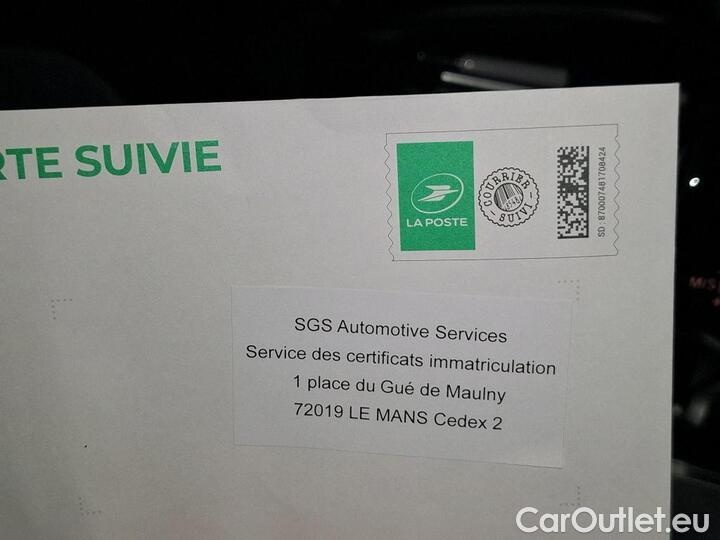 RTE SUIVIE
LA POSTE
COURRIER
SUIVI
SD : 870007481708424
SGS Automotive Services
Service des certificats immatriculation
1 place du Gué de Maulny
72019 LE MANS Cedex 2
CarOutlet.eu